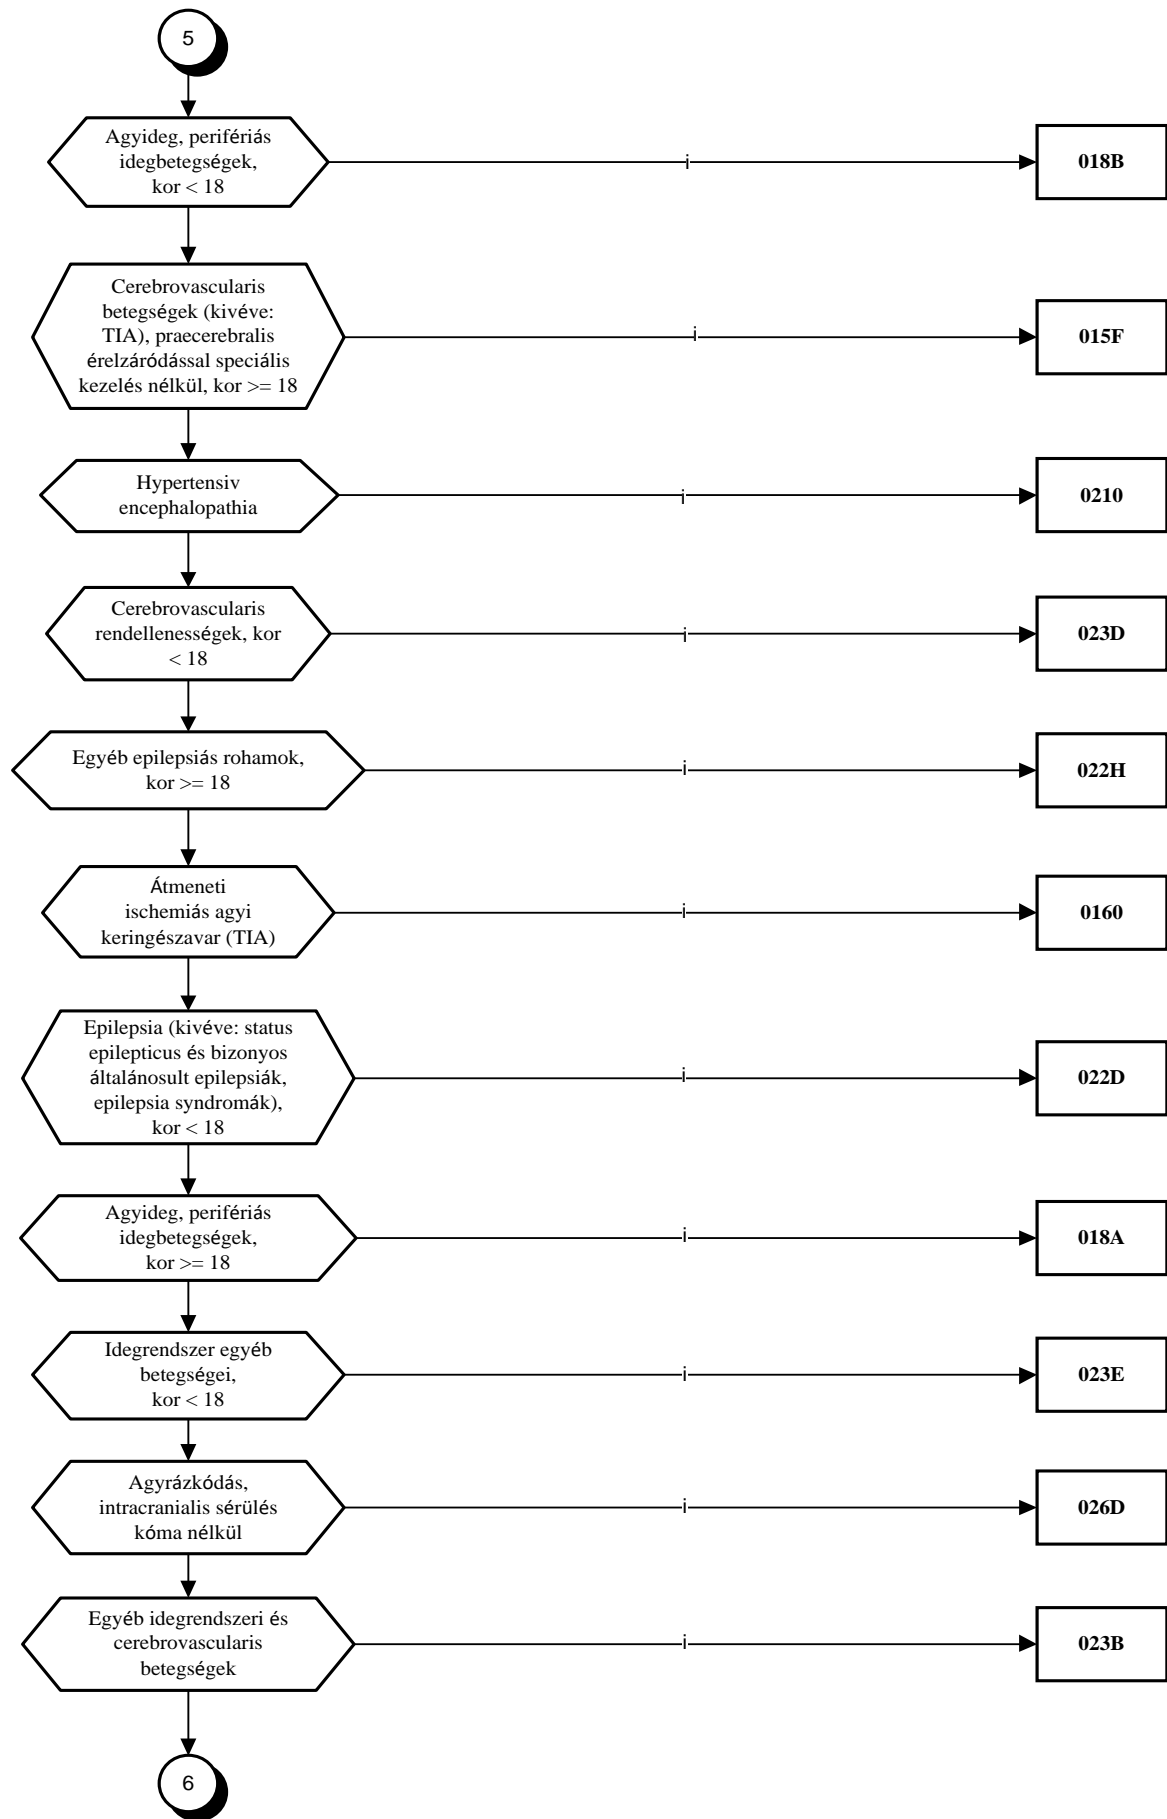 5
Agyideg, perifériás
idegbetegségek,
kor < 18
i
018B
Cerebrovascularis
betegségek (kivéve:
TIA), praecerebralis
érelzáródással speciális
kezelés nélkül, kor >= 18
i
015F
Hypertensiv
encephalopathia
i
0210
Cerebrovascularis
rendellenességek, kor
< 18
i
023D
Egyéb epilepsiás rohamok,
kor >= 18
i
022H
Átmeneti
ischemiás agyi
keringészavar (TIA)
i
0160
Epilepsia (kivéve: status
epilepticus és bizonyos
általánosult epilepsiák,
epilepsia syndromák),
kor < 18
i
022D
Agyideg, perifériás
idegbetegségek,
kor >= 18
i
018A
Idegrendszer egyéb
betegségei,
kor < 18
i
023E
Agyrázkódás,
intracranialis sérülés
kóma nélkül
i
026D
Egyéb idegrendszeri és
cerebrovascularis
betegségek
i
023B
6